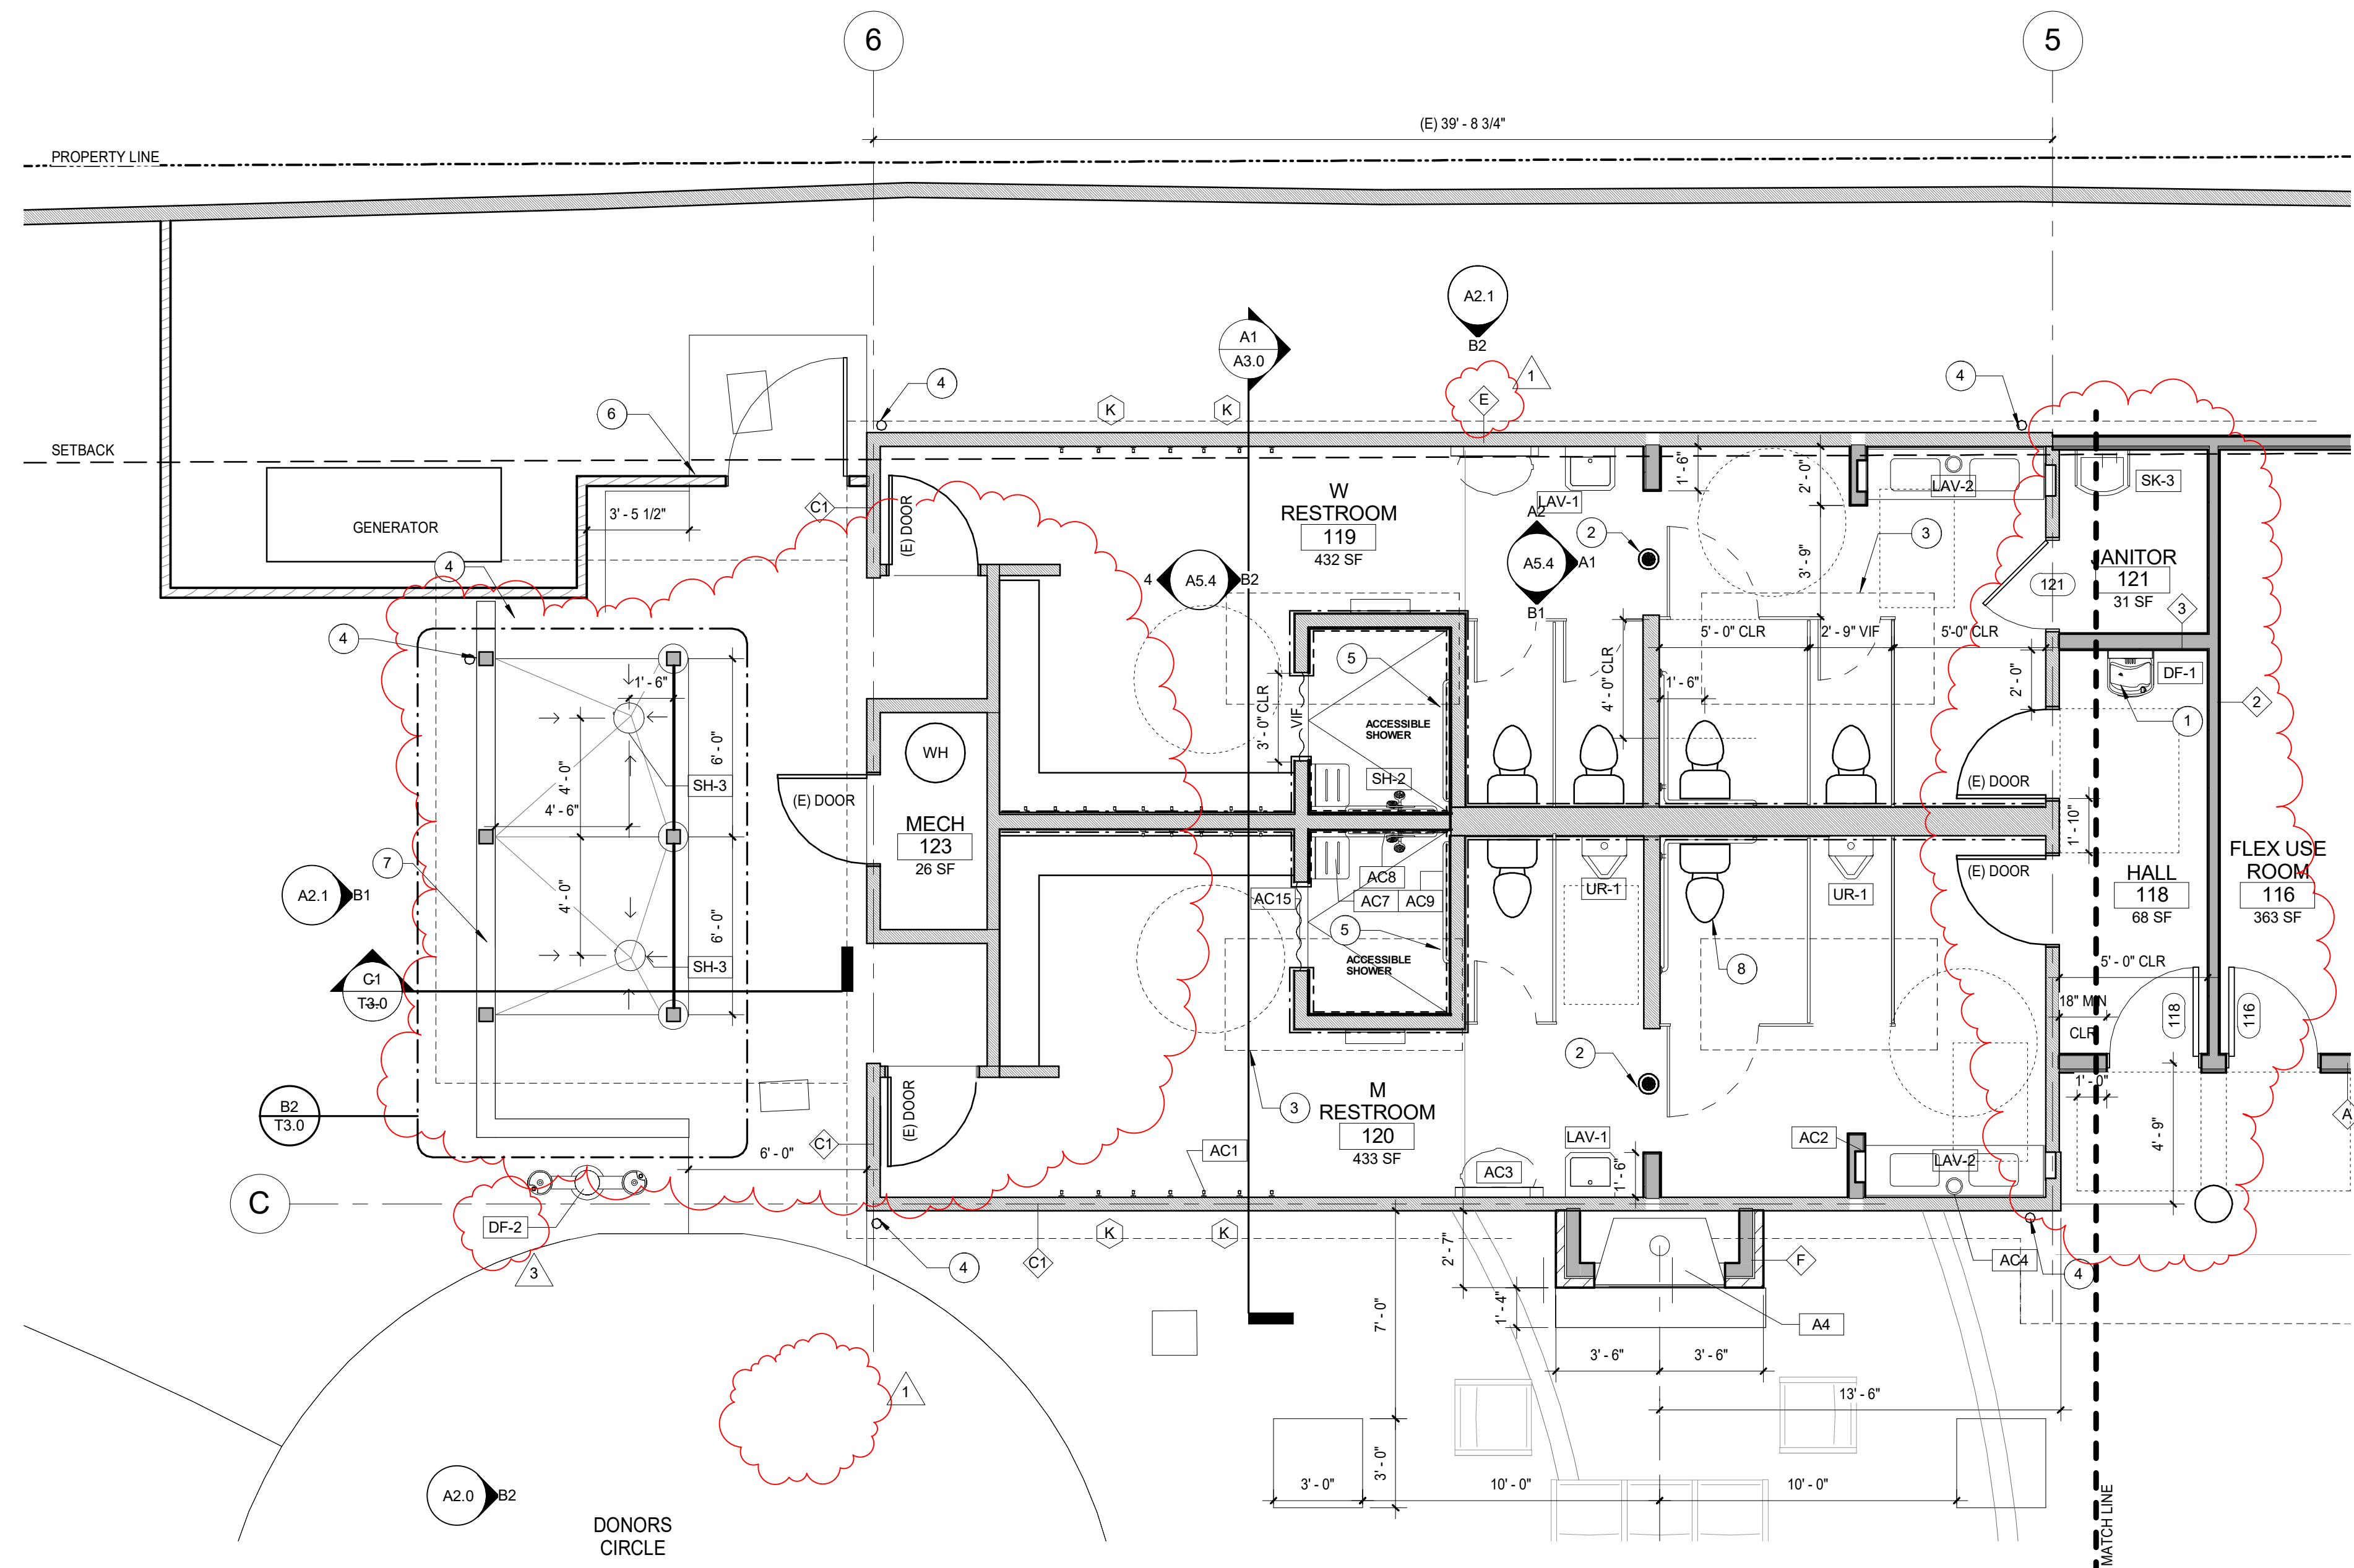 6
5
(E) 39' - 8 3/4"
PROPERTY LINE
A2.1
B2
A1
A3.0
1
4
4
E
K
K
6
SETBACK
W
RESTROOM
119
432 SF
1' - 6"
2' - 0"
LAV-2
SK-3
LAV-1
C1
(E) DOOR
3' - 5 1/2"
GENERATOR
A2
2
3
4
4
A5.4
B2
A5.4
A1
B1
3' - 9"
JANITOR
121
121
31 SF
3
4
5
5' - 0" CLR
2' - 9" VIF
5'-0" CLR
1' - 6"
1' - 6"
4' - 0" CLR
2' - 0"
DF-1
2
1
3' - 0" CLR
VIF
ACCESSIBLE
SHOWER
6' - 0"
4' - 0"
SH-3
WH
SH-2
(E) DOOR
(E) DOOR
4' - 6"
MECH
123
26 SF
1' - 10"
7
A2.1
B1
4' - 0"
6' - 0"
AC8
AC15
AC7
AC9
UR-1
UR-1
(E) DOOR
HALL
118
68 SF
FLEX USE
ROOM
116
363 SF
5
ACCESSIBLE
SHOWER
SH-3
8
G1
T3.0
5' - 0" CLR
18" MIN
CLR
118
116
2
B2
T3.0
(E) DOOR
3
M
RESTROOM
120
433 SF
1' - 0"
A
4' - 9"
C1
6' - 0"
AC1
LAV-1
AC2
1' - 6"
AC3
LAV-2
C
DF-2
K
K
3
4
C1
2' - 7"
F
AC4
4
1' - 4"
A4
7' - 0"
3' - 6"
3' - 6"
1
13' - 6"
3' - 0"
3' - 0"
10' - 0"
10' - 0"
A2.0
B2
DONORS
CIRCLE
MATCH LINE